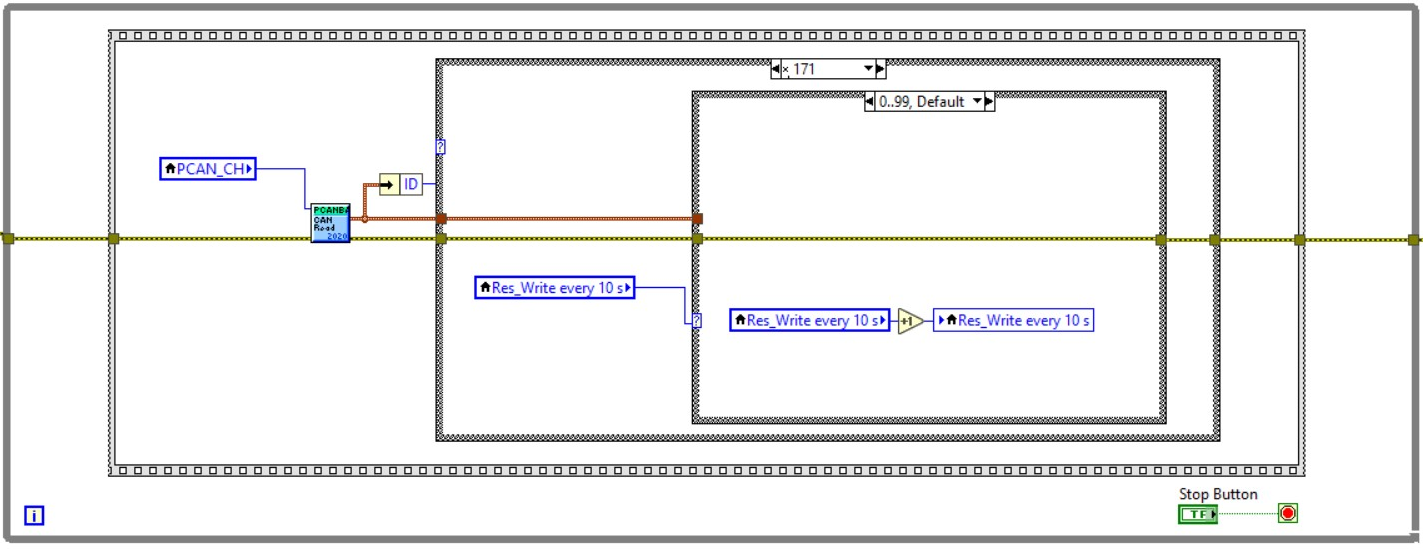 171
0..99, Default
?
PCAN_CH
ID
PCANBA
CAN
Read
2020
Res_Write every 10 s
?
Res_Write every 10 s
+1
Res_Write every 10 s
Stop Button
i
TF